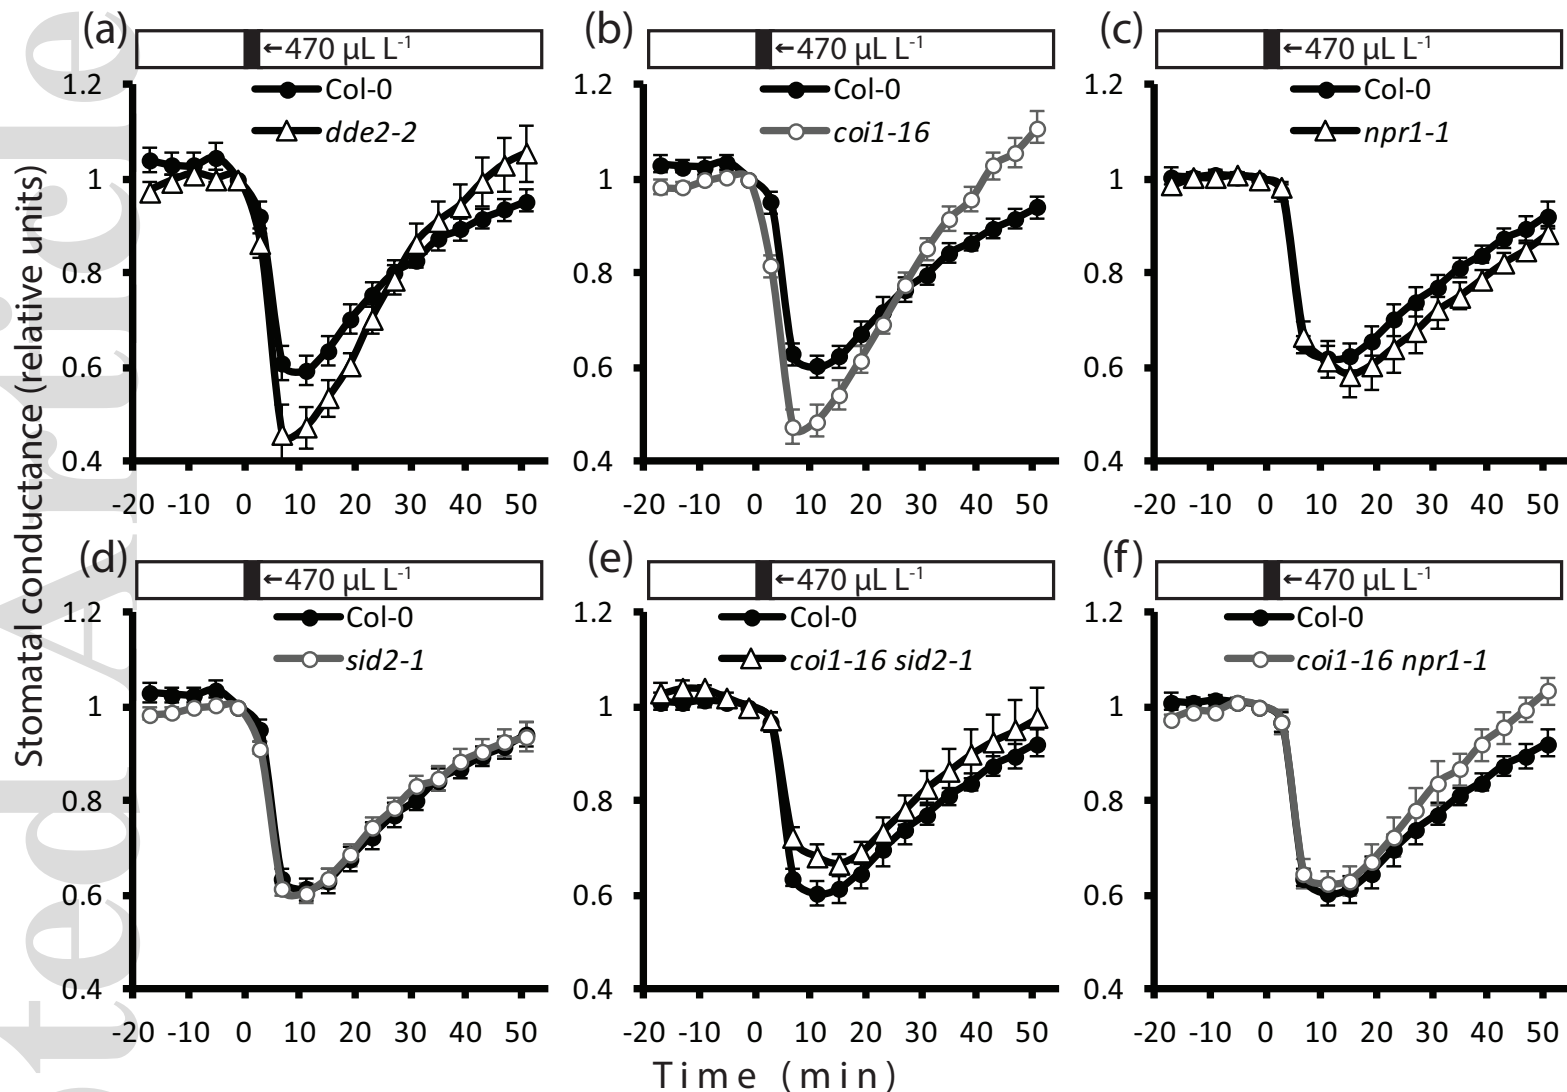 (a)
←470 µL L⁻¹
Col-0
dde2-2
1.2
1
0.8
0.6
0.4
-20 -10 0 10 20 30 40 50
(b)
←470 µL L⁻¹
Col-0
coi1-16
1.2
1
0.8
0.6
0.4
-20 -10 0 10 20 30 40 50
(c)
←470 µL L⁻¹
Col-0
npr1-1
1.2
1
0.8
0.6
0.4
-20 -10 0 10 20 30 40 50
(d)
←470 µL L⁻¹
Col-0
sid2-1
1.2
1
0.8
0.6
0.4
-20 -10 0 10 20 30 40 50
(e)
←470 µL L⁻¹
Col-0
coi1-16 sid2-1
1.2
1
0.8
0.6
0.4
-20 -10 0 10 20 30 40 50
(f)
←470 µL L⁻¹
Col-0
coi1-16 npr1-1
1.2
1
0.8
0.6
0.4
-20 -10 0 10 20 30 40 50
Stomatal conductance (relative units)
Time (min)
ted Article